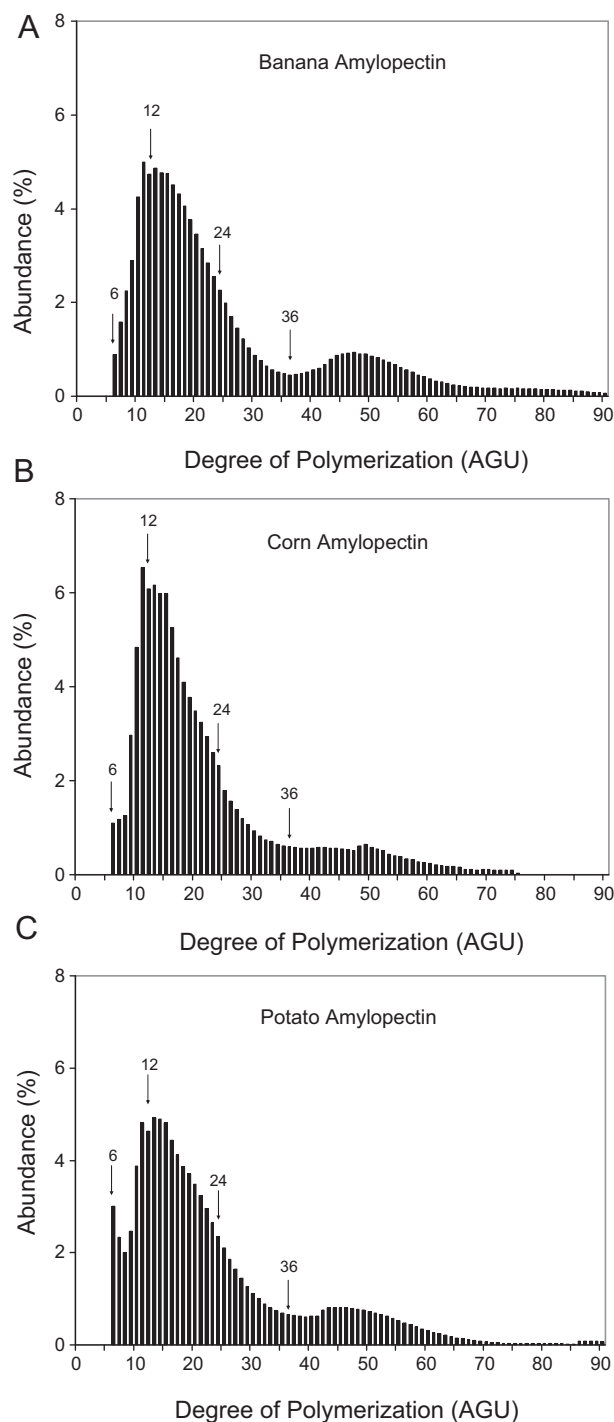 A
Banana Amylopectin
Abundance (%)
8
6
4
2
0
6
12
24
36
0 10 20 30 40 50 60 70 80 90
Degree of Polymerization (AGU)
B
Corn Amylopectin
Abundance (%)
8
6
4
2
0
6
12
24
36
0 10 20 30 40 50 60 70 80 90
Degree of Polymerization (AGU)
C
Potato Amylopectin
Abundance (%)
8
6
4
2
0
6
12
24
36
0 10 20 30 40 50 60 70 80 90
Degree of Polymerization (AGU)